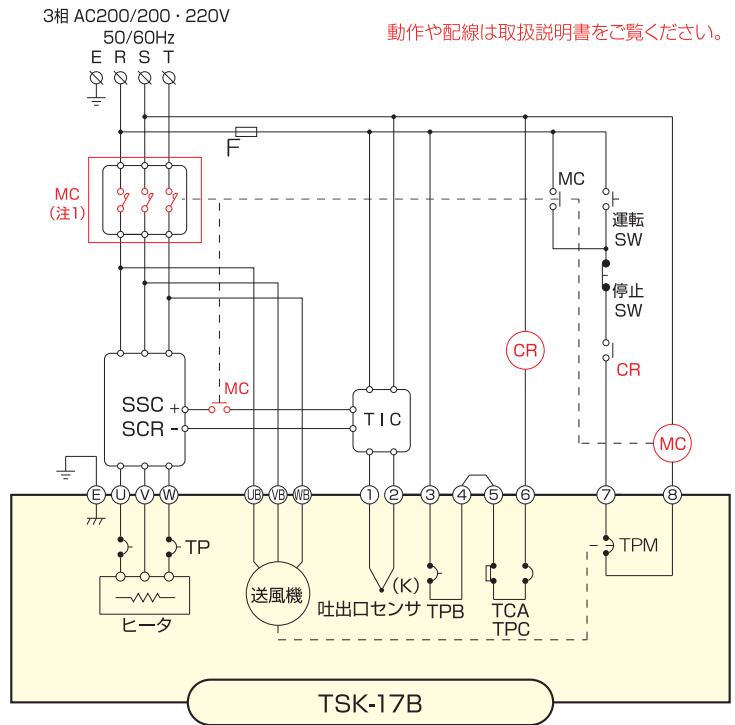 3相 AC200/200・220V
50/60Hz
動作や配線は取扱説明書をご覧ください。
E R S T
F
MC
(注1)
MC
運転
SW
停止
SW
CR
CR
MC
SSC +
SCR -
MC
TIC
E U V W UB VB WB 1 2 3 4 5 6 7 8
TP
ヒータ
送風機
(K)
吐出口センサ
TPB
TCA
TPC
TPM
TSK-17B